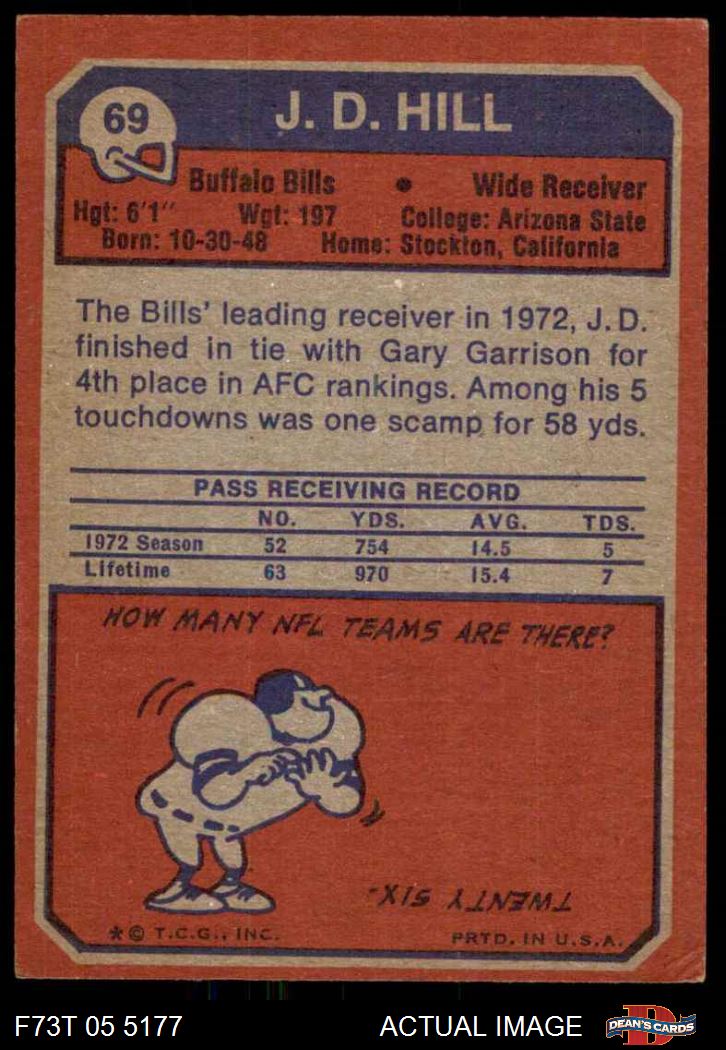 69
J. D. HILL
Buffalo Bills • Wide Receiver
Hgt: 6'1" Wgt: 197 College: Arizona State
Born: 10-30-48 Home: Stockton, California
The Bills' leading receiver in 1972, J.D.
finished in tie with Gary Garrison for
4th place in AFC rankings. Among his 5
touchdowns was one scamp for 58 yds.
PASS RECEIVING RECORD
NO. YDS. AVG. TDS.
1972 Season 52 754 14.5 5
Lifetime 63 970 15.4 7
HOW MANY NFL TEAMS ARE THERE?
TWENTY SIX-
* © T.C.G., INC. PRTD. IN U.S.A.
F73T 05 5177 ACTUAL IMAGE DEAN'S CARDS